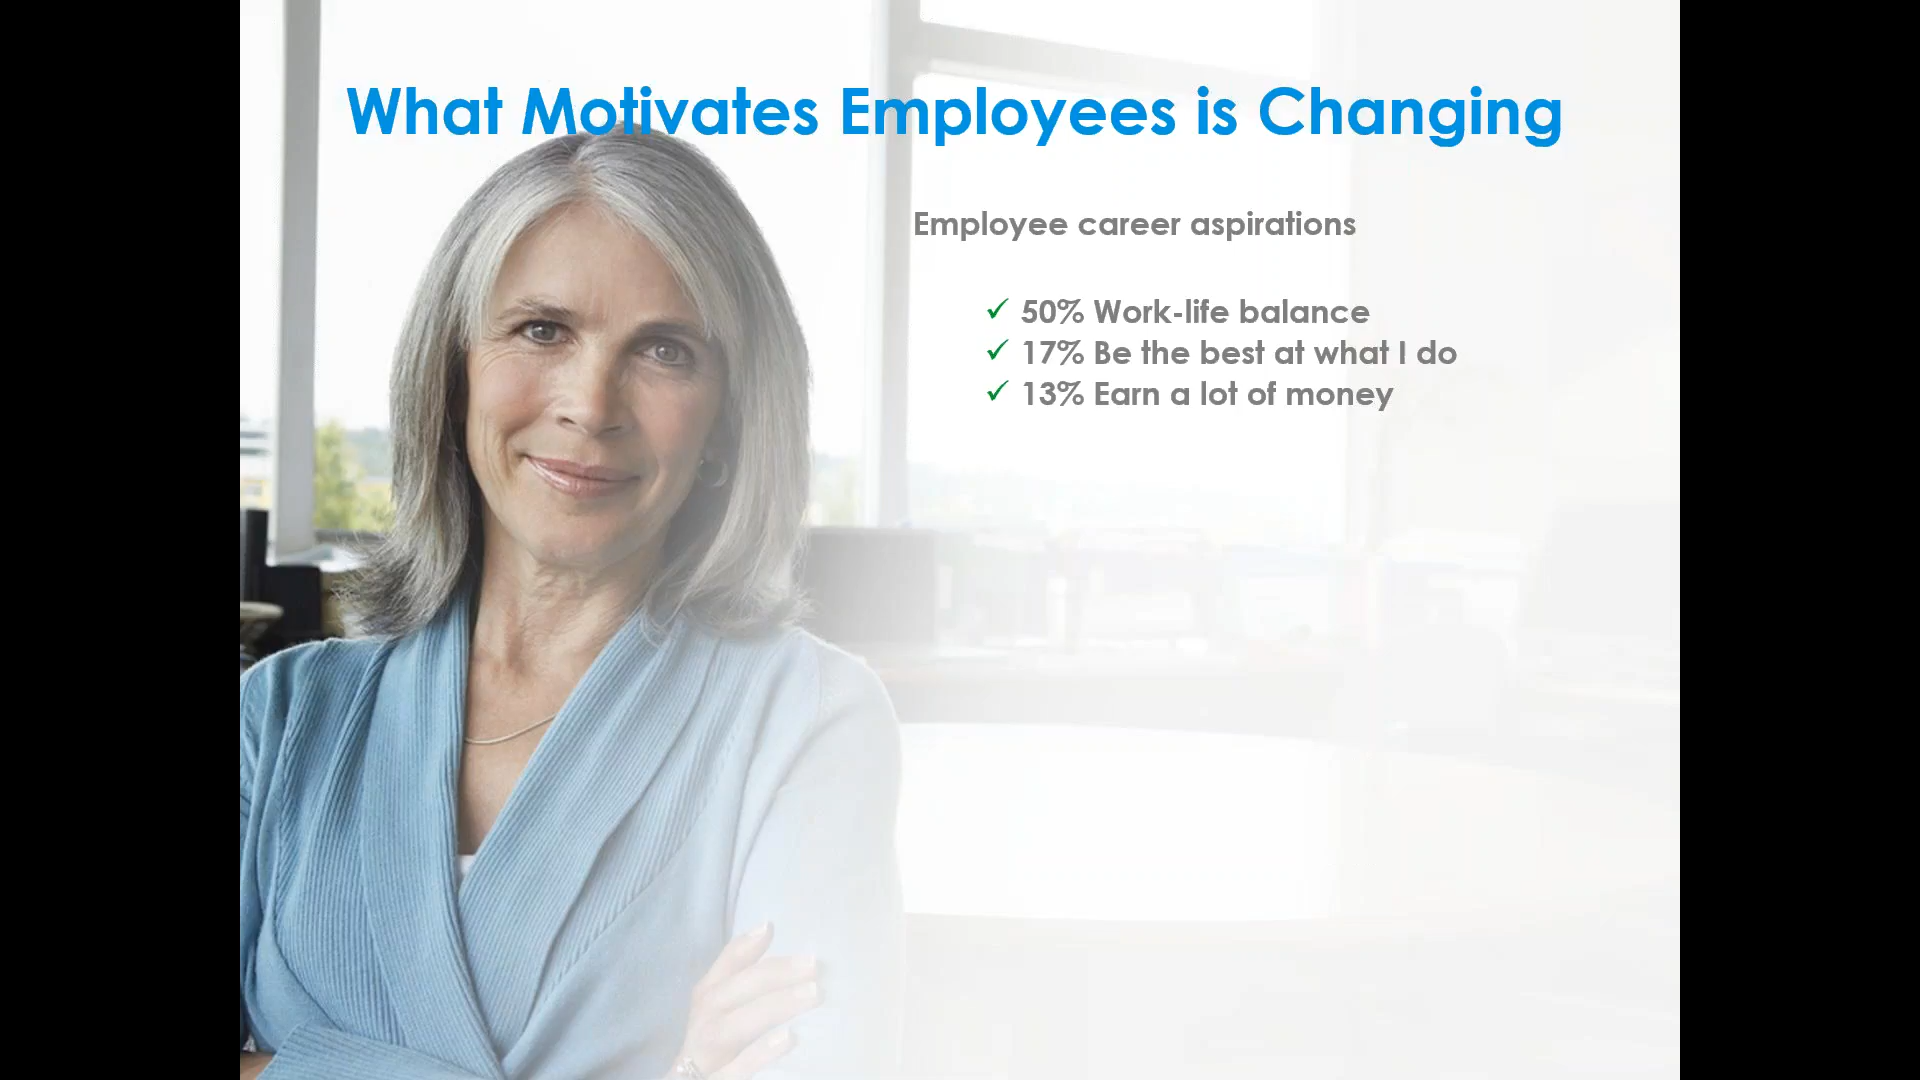 What Motivates Employees is Changing
Employee career aspirations
✓ 50% Work-life balance
✓ 17% Be the best at what I do
✓ 13% Earn a lot of money